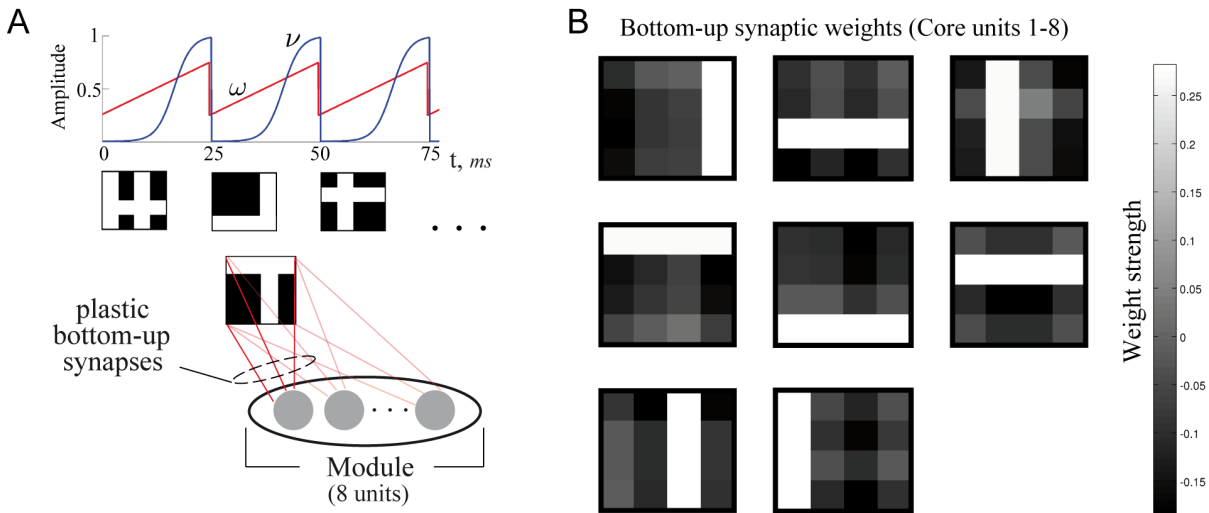 A
Amplitude
1
0.5
ν
ω
0
25
50
75
t, ms
. . .
plastic
bottom-up
synapses
· · ·
Module
(8 units)
B
Bottom-up synaptic weights (Core units 1-8)
Weight strength
0.25
0.2
0.15
0.1
0.05
0
-0.05
-0.1
-0.15